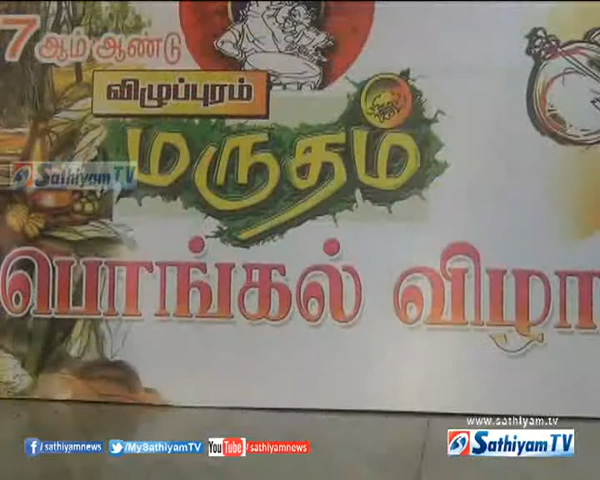 7 ஆம் ஆண்டு
விழுப்புரம்
மருதம்
SathiyamTV
பொங்கல் விழா
www.sathiyam.tv
f /sathiyamnews /MySathiyamTV YouTube /sathiyamnews
SathiyamTV